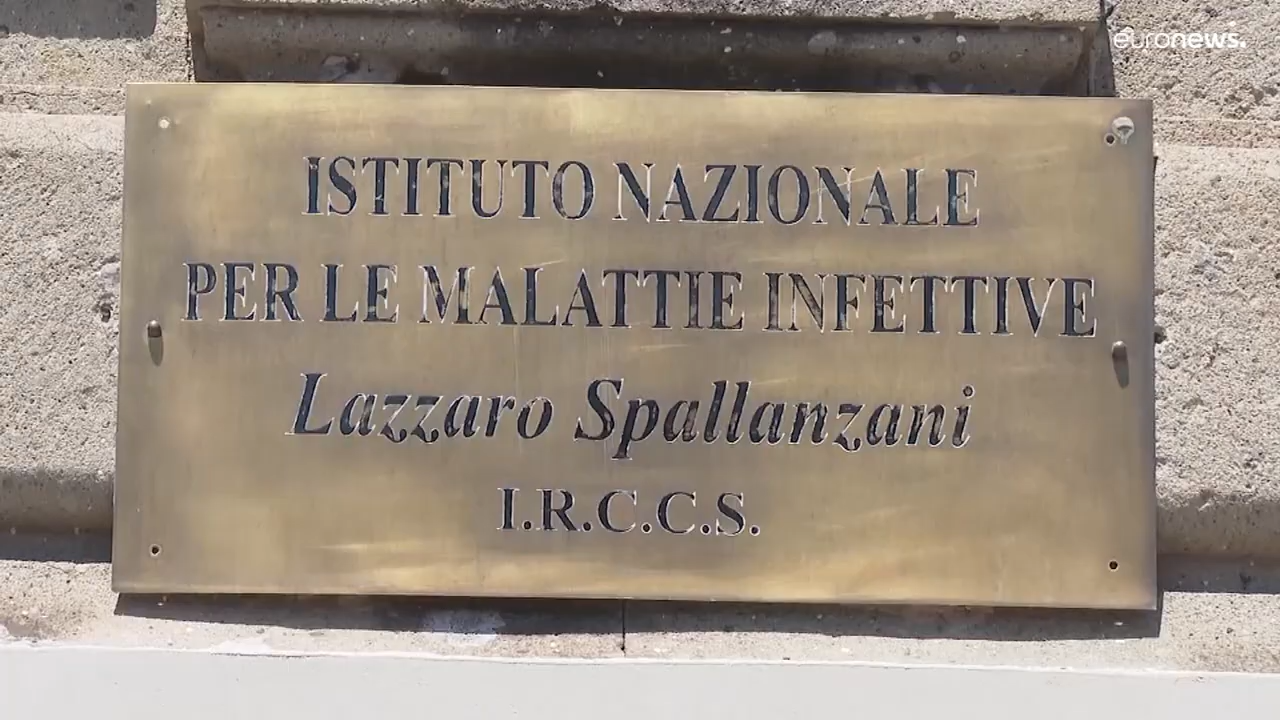 euronews.
ISTITUTO NAZIONALE
PER LE MALATTIE INFETTIVE
Lazzaro Spallanzani
I.R.C.C.S.